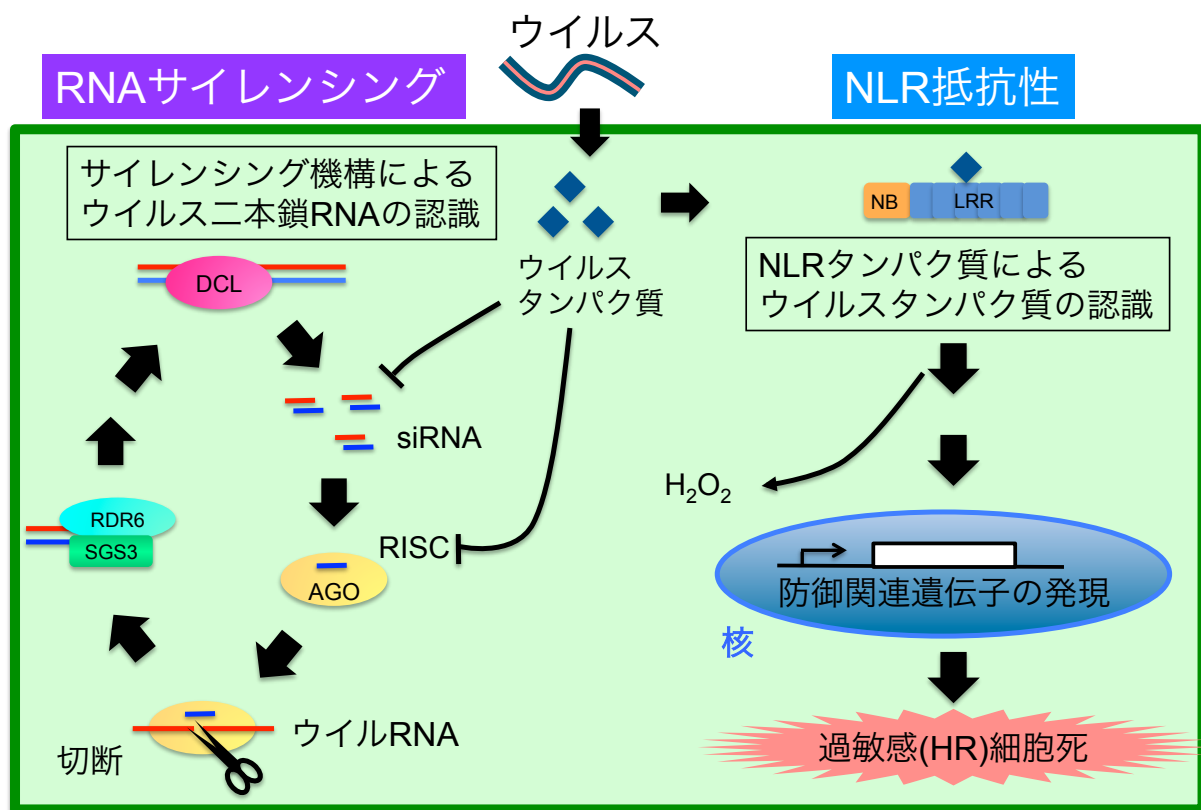 ウイルス
RNAサイレンシング
NLR抵抗性
サイレンシング機構による
ウイルス二本鎖RNAの認識
DCL
siRNA
RISC
AGO
ウイルRNA
切断
RDR6
SGS3
ウイルス
タンパク質
NB
LRR
NLRタンパク質による
ウイルスタンパク質の認識
H₂O₂
防御関連遺伝子の発現
核
過敏感(HR)細胞死